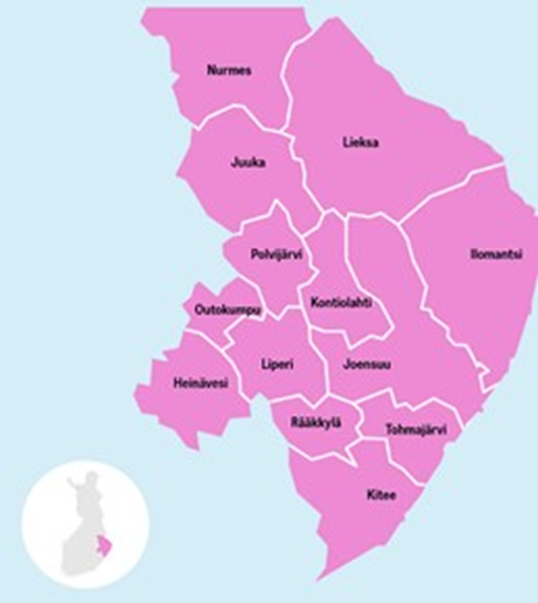 Nurmes
Lieksa
Juuka
Polvijärvi
Ilomantsi
Kontiolahti
Outokumpu
Liperi
Joensuu
Heinävesi
Rääkkylä
Tohmajärvi
Kitee